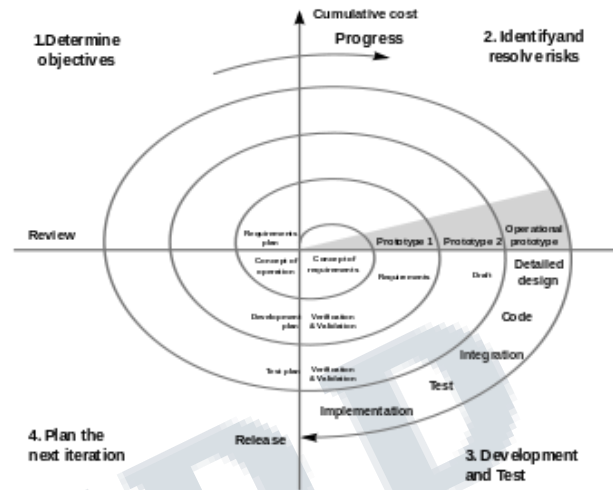 Cumulative cost
Progress
1.Determine
objectives
2. Identifyand
resolve risks
Review
Requirements
plan
Prototype 1
Prototype 2
Operational
prototype
Concept of
operation
Concept of
requirements
Requirements
Draft
Detailed
design
Development
plan
Verification
& Validation
Code
Integration
Test plan
Verification
& Validation
Test
Implementation
Release
4. Plan the
next iteration
3. Development
and Test